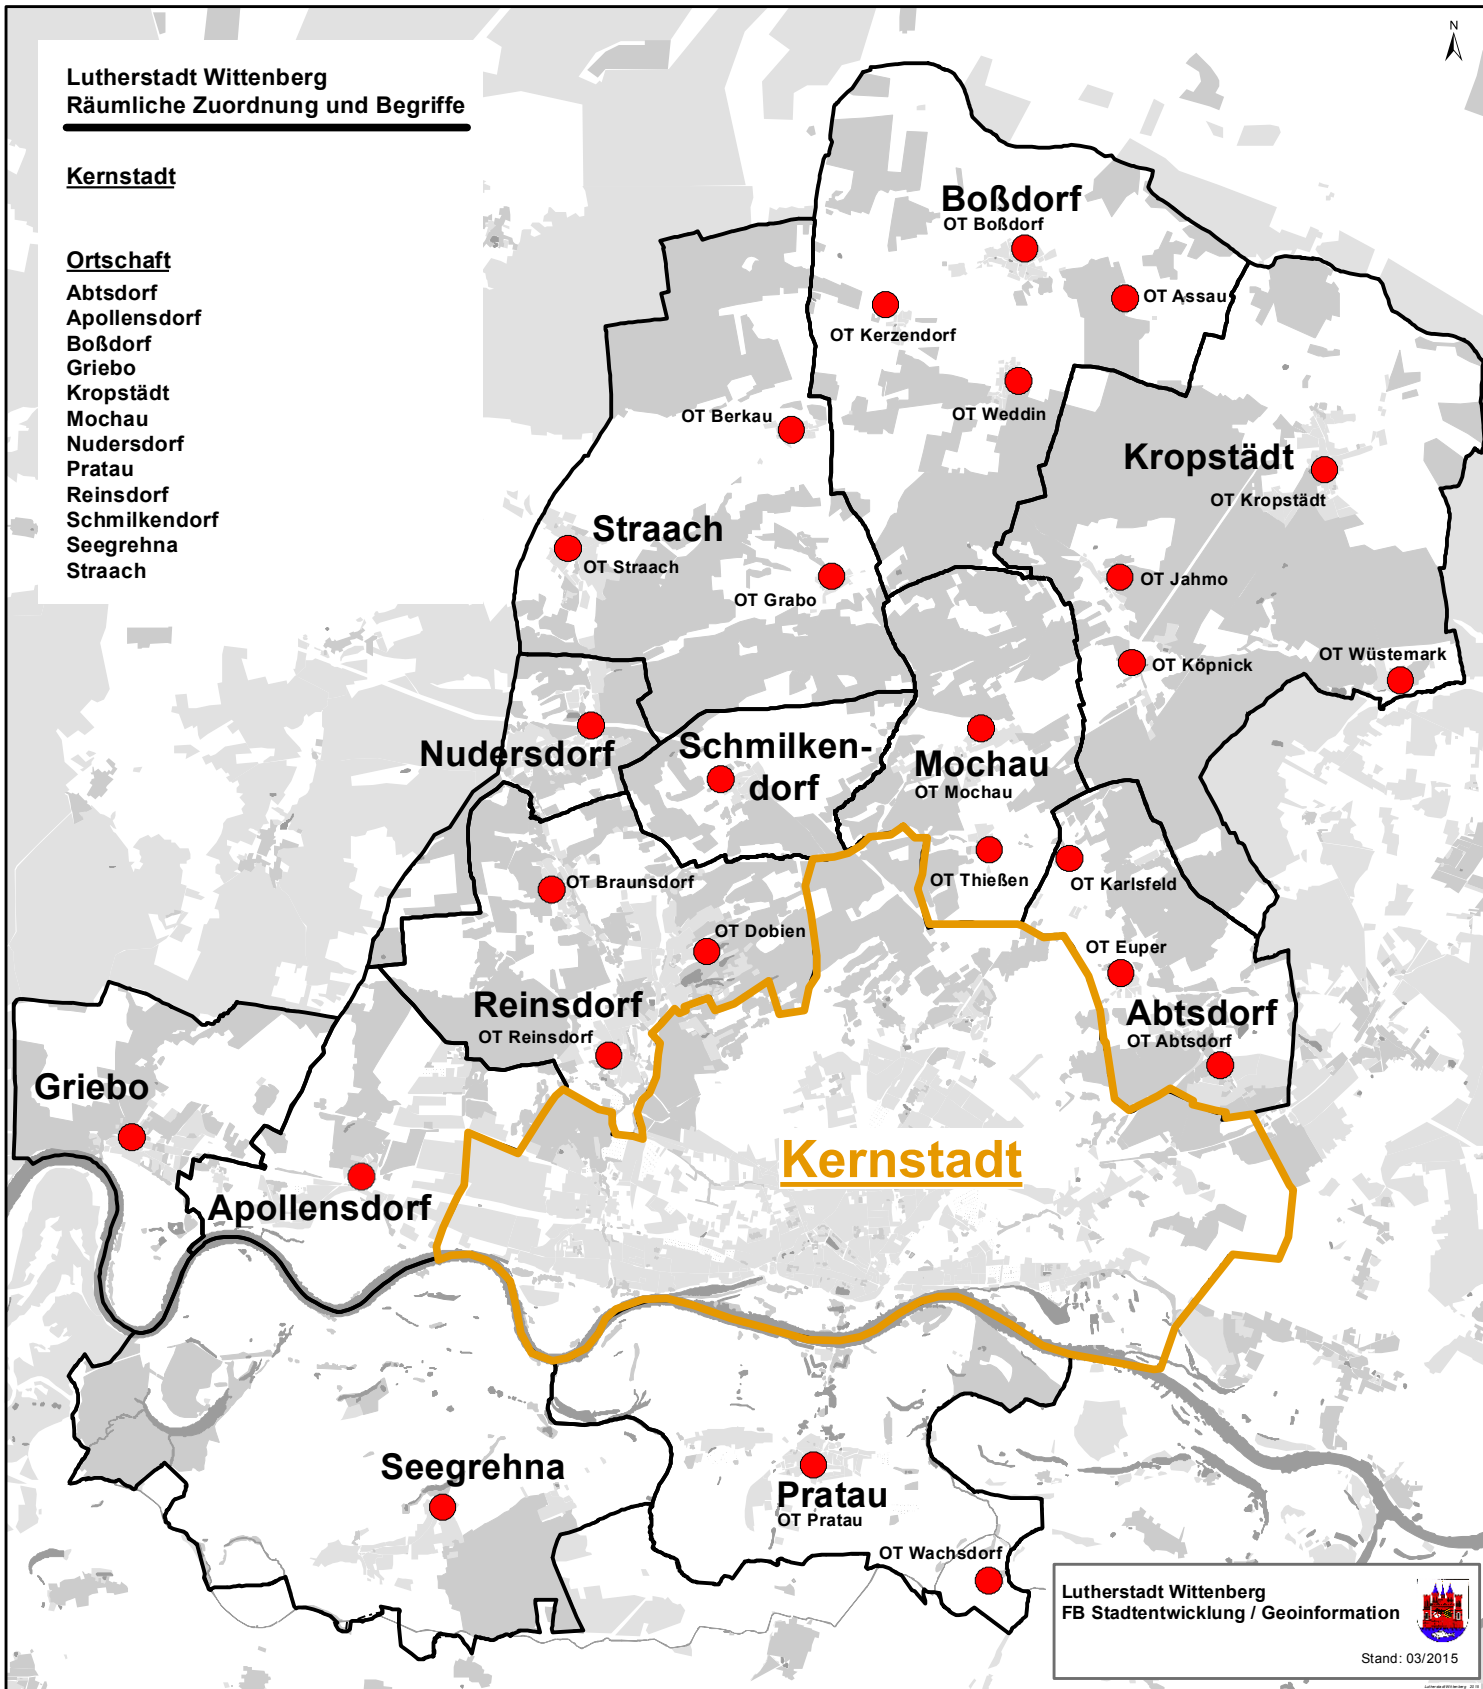 N
Lutherstadt Wittenberg
Räumliche Zuordnung und Begriffe
Kernstadt
Ortschaft
Abtsdorf
Apollensdorf
Boßdorf
Griebo
Kropstädt
Mochau
Nudersdorf
Pratau
Reinsdorf
Schmilkendorf
Seegrehna
Straach
Boßdorf
OT Boßdorf
OT Assau
OT Kerzendorf
OT Weddin
OT Berkau
Kropstädt
OT Kropstädt
Straach
OT Straach
OT Grabo
OT Jahmo
OT Köpnick
OT Wüstemark
Nudersdorf
Schmilken-
dorf
Mochau
OT Mochau
OT Thießen
OT Karlsfeld
OT Braunsdorf
OT Dobien
OT Euper
Reinsdorf
OT Reinsdorf
Abtsdorf
OT Abtsdorf
Griebo
Kernstadt
Apollensdorf
Seegrehna
Pratau
OT Pratau
OT Wachsdorf
Lutherstadt Wittenberg
FB Stadtentwicklung / Geoinformation
Stand: 03/2015